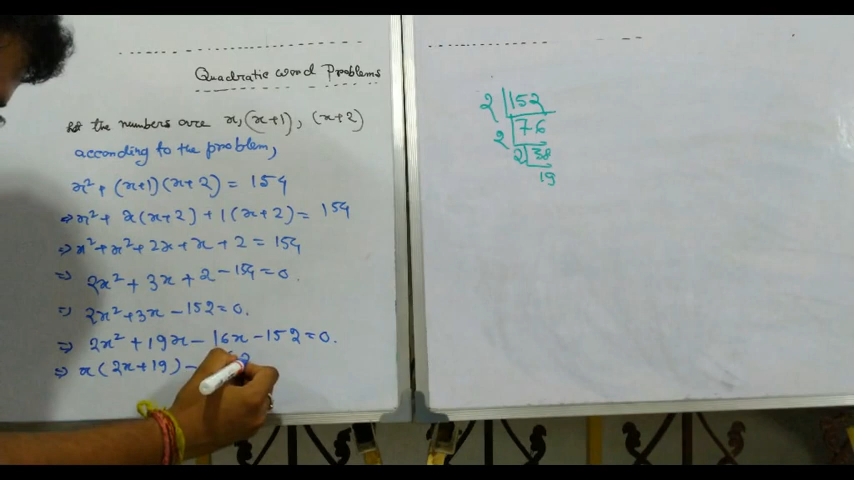 Quadratic word Problems
let the numbers are x, (x+1), (x+2)
according to the problem,
x² + (x+1)(x+2) = 154
⇒ x² + x(x+2) + 1(x+2) = 154
⇒ x² + x² + 2x + x + 2 = 154
⇒ 2x² + 3x + 2 - 154 = 0.
⇒ 2x² + 3x - 152 = 0.
⇒ 2x² + 19x - 16x - 152 = 0.
⇒ x(2x+19) -
2 | 152
2 | 76
2 | 38
19